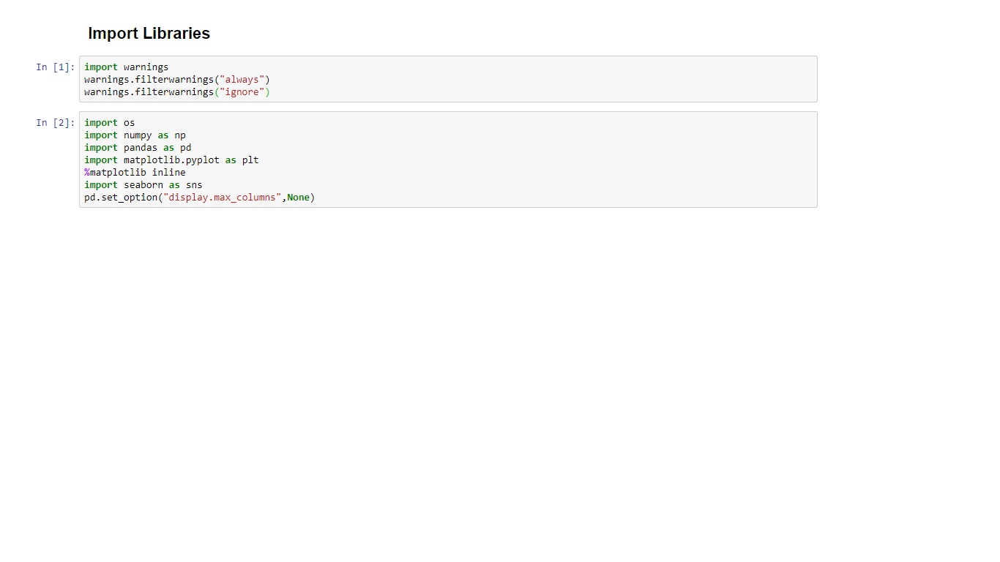 Import Libraries
In [1]: import warnings
warnings.filterwarnings("always")
warnings.filterwarnings("ignore")
In [2]: import os
import numpy as np
import pandas as pd
import matplotlib.pyplot as plt
%matplotlib inline
import seaborn as sns
pd.set_option("display.max_columns",None)